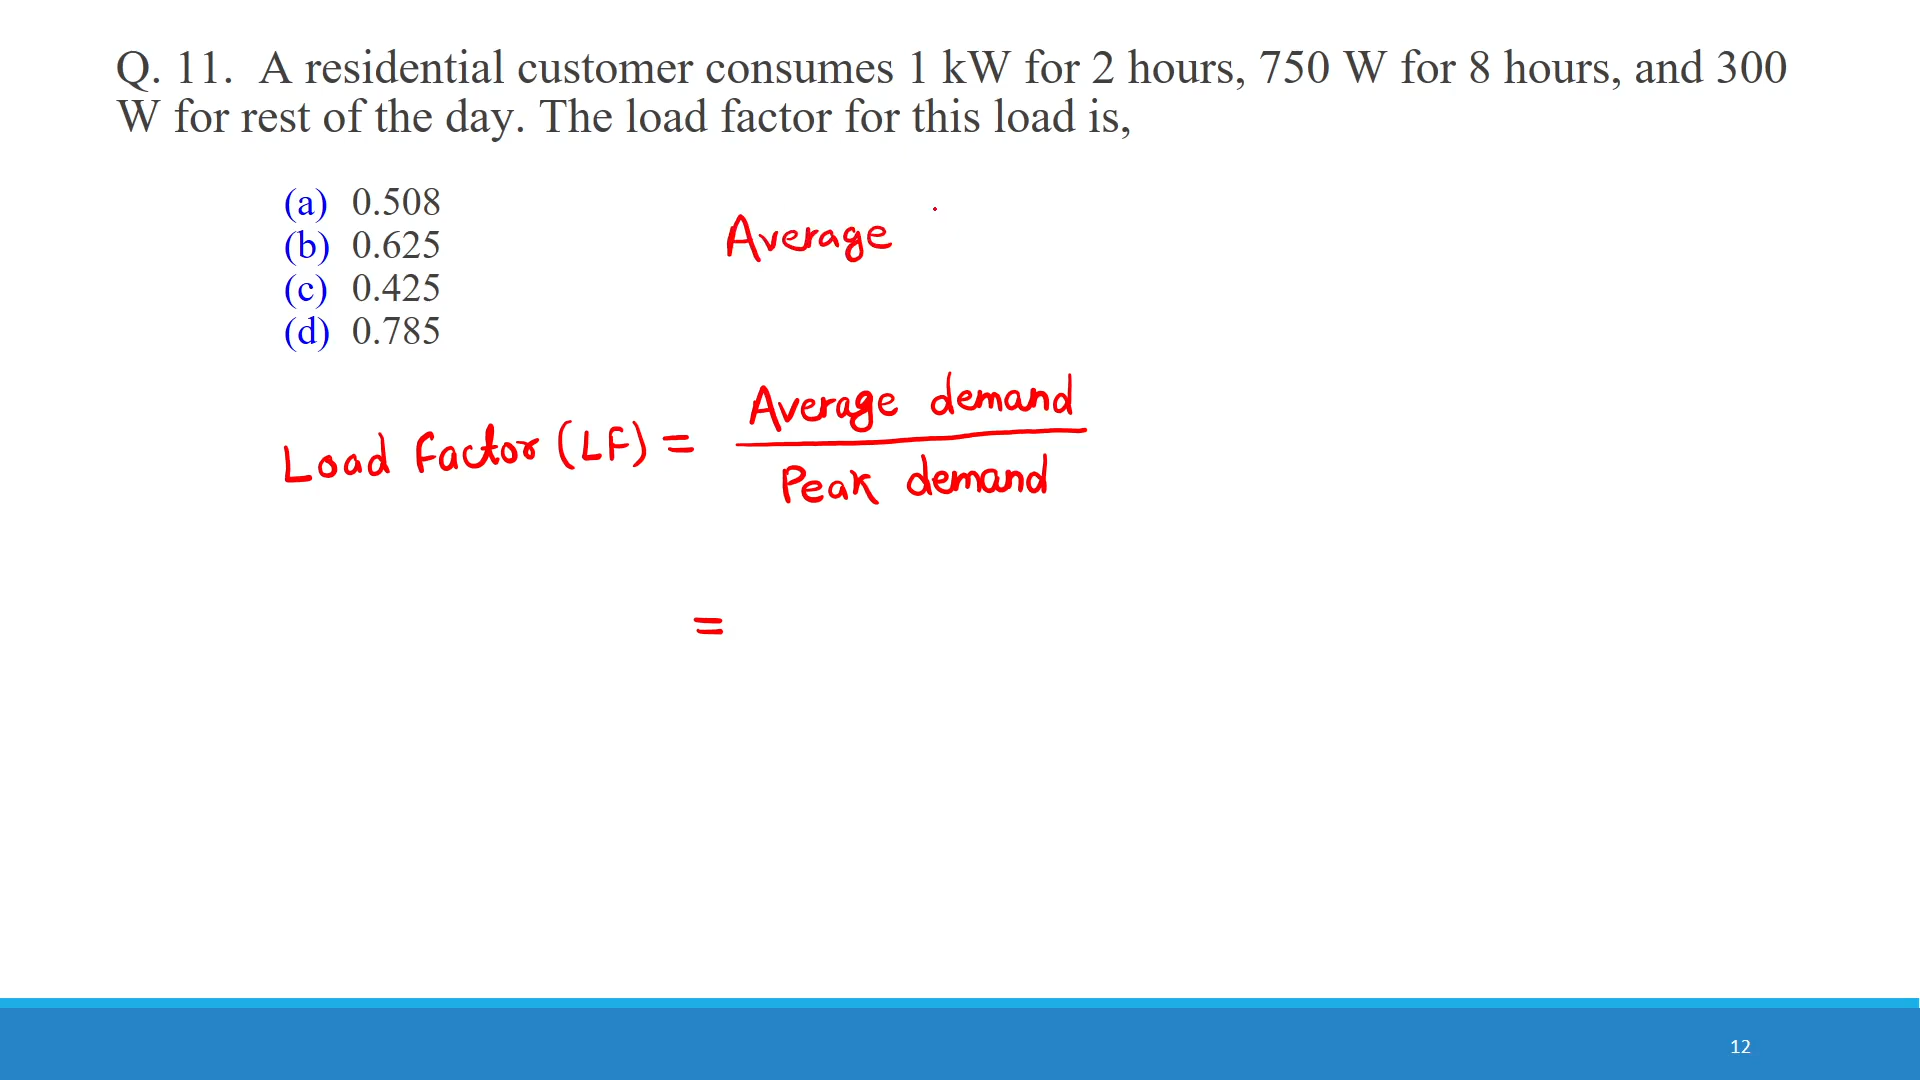 Q. 11. A residential customer consumes 1 kW for 2 hours, 750 W for 8 hours, and 300
W for rest of the day. The load factor for this load is,
(a) 0.508
(b) 0.625
(c) 0.425
(d) 0.785
Average
Load Factor (LF) = Average demand
Peak demand
=
12